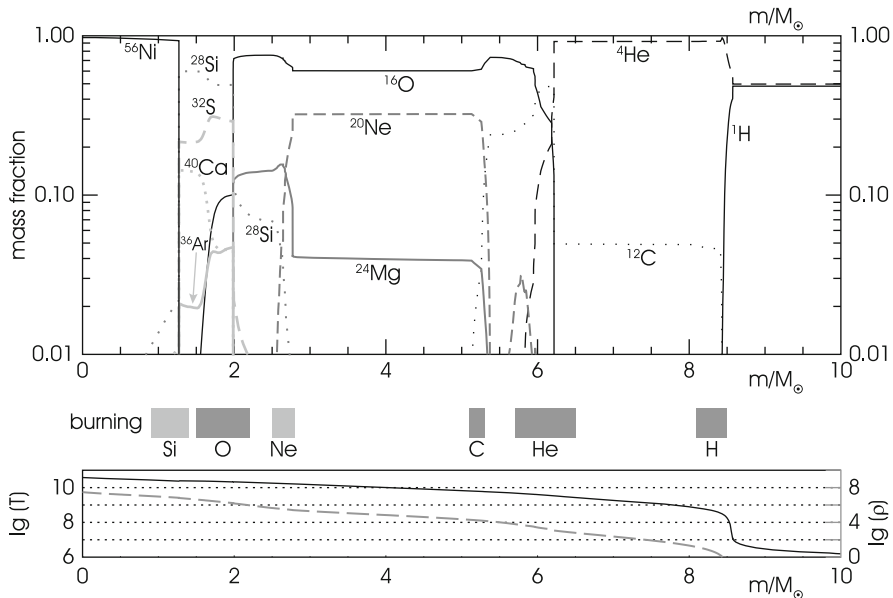 m/M⊙
1.00
1.00
⁵⁶Ni
²⁸Si
⁴He
³²S
¹⁶O
²⁰Ne
¹H
⁴⁰Ca
mass fraction
0.10
0.10
³⁶Ar
²⁸Si
²⁴Mg
¹²C
0.01
0.01
0 2 4 6 8 10
m/M⊙
m/M⊙
burning
Si O Ne C He H
lg (T)
10
8
6
8
4
0
lg (ρ)
0 2 4 6 8 10
m/M⊙